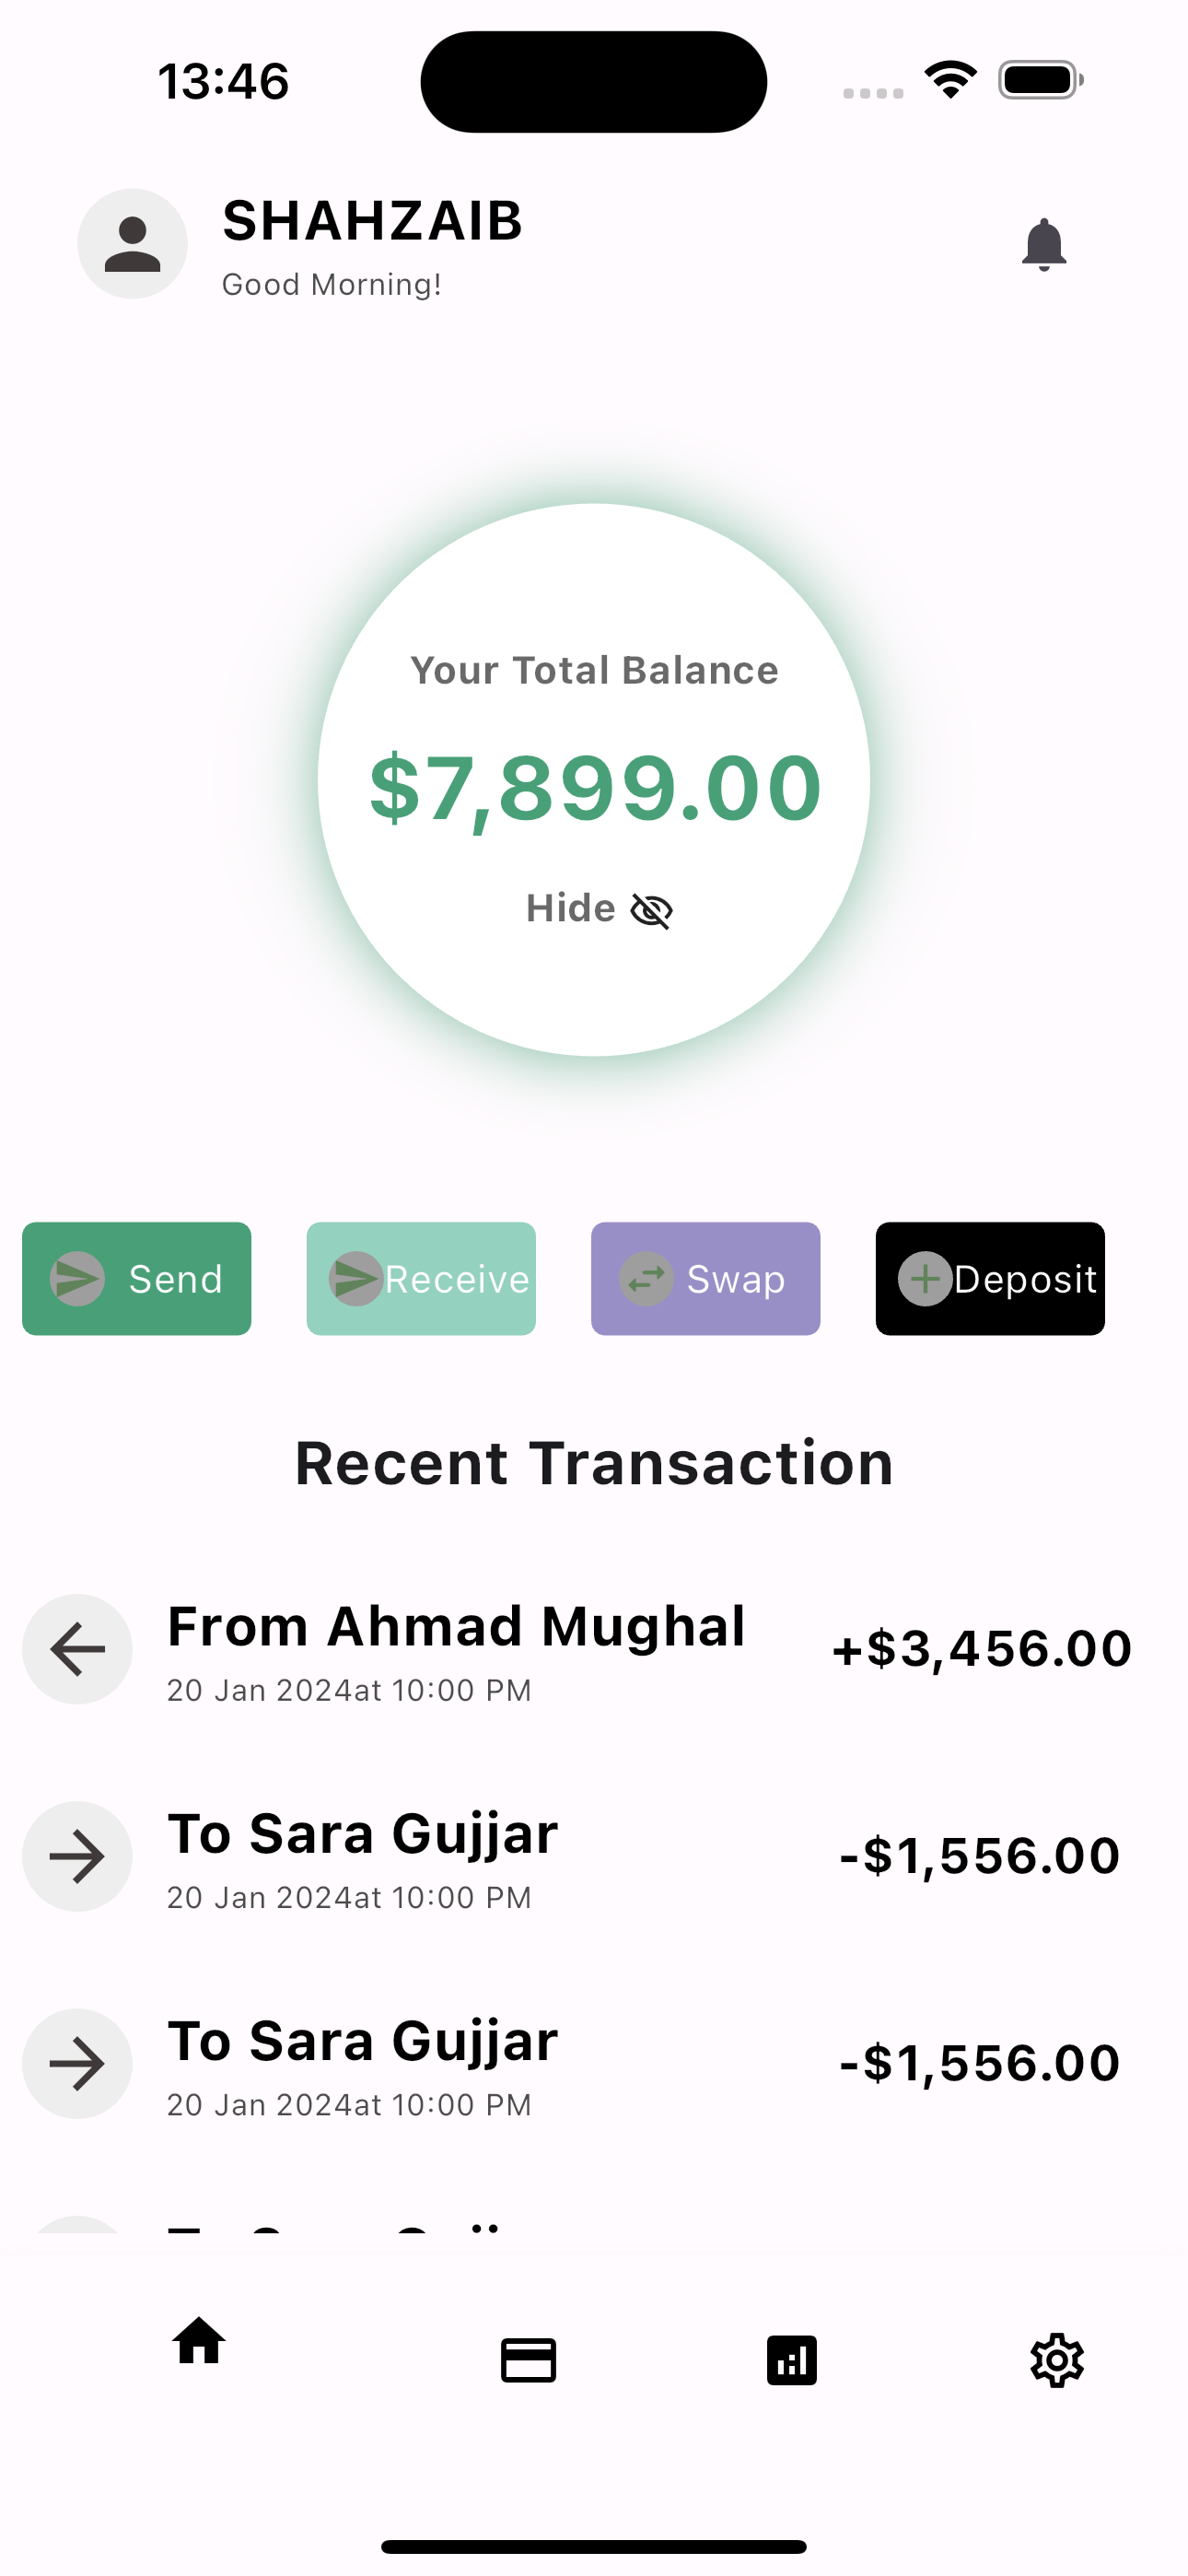 13:46
SHAHZAIB
Good Morning!
Your Total Balance
$7,899.00
Hide
Send
Receive
Swap
Deposit
Recent Transaction
From Ahmad Mughal
+$3,456.00
20 Jan 2024at 10:00 PM
To Sara Gujjar
-$1,556.00
20 Jan 2024at 10:00 PM
To Sara Gujjar
-$1,556.00
20 Jan 2024at 10:00 PM